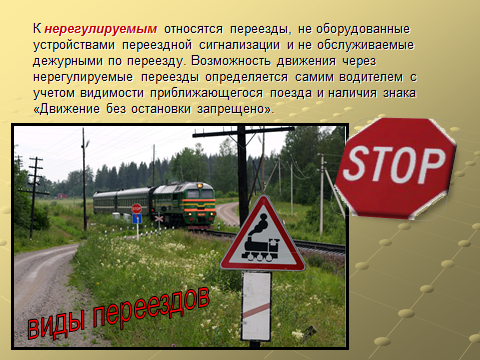 К нерегулируемым относятся переезды, не оборудованные
устройствами переездной сигнализации и не обслуживаемые
дежурными по переезду. Возможность движения через
нерегулируемые переезды определяется самим водителем с
учетом видимости приближающегося поезда и наличия знака
«Движение без остановки запрещено».
STOP
виды переездов